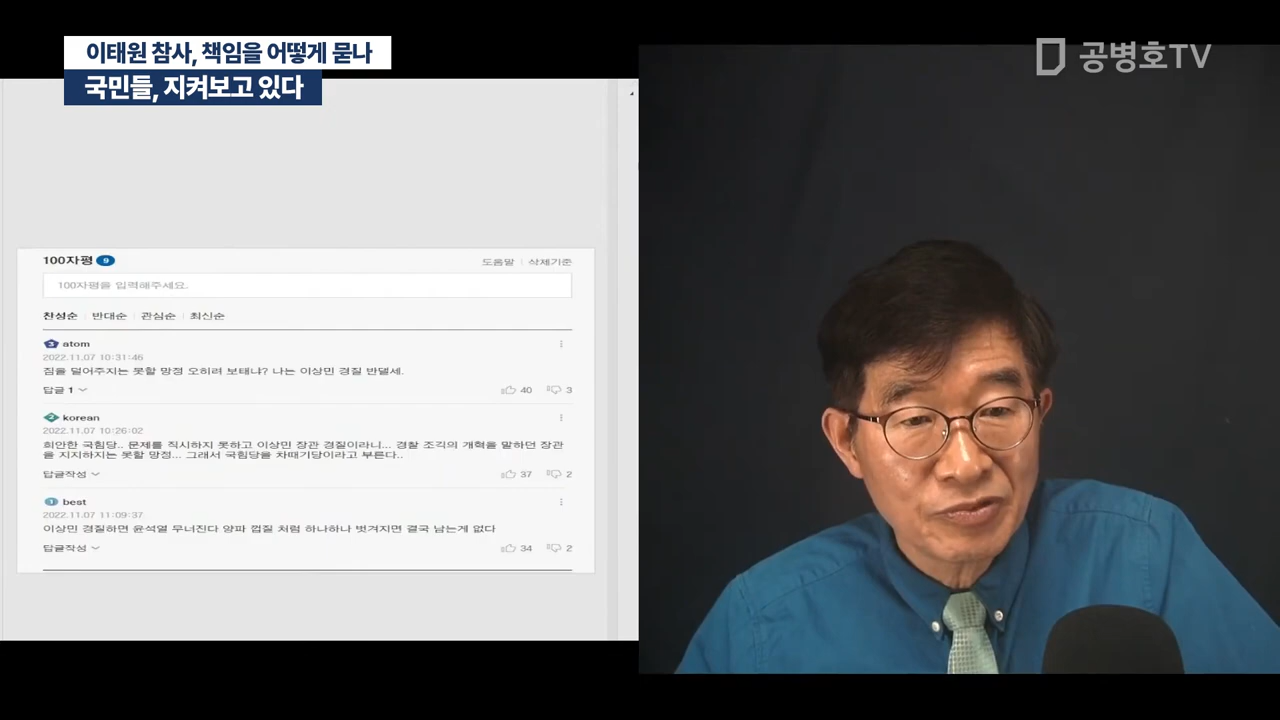 이태원 참사, 책임을 어떻게 묻나
국민들, 지켜보고 있다
공병호TV
100자평 9
도움말 | 삭제기준
100자평을 입력해주세요.
찬성순 | 반대순 | 관심순 | 최신순
3 atom
2022.11.07 10:31:46
짐을 덜어주지는 못할 망정 오히려 보태냐? 나는 이상민 경질 반댈세.
답글 1
40 3
2 korean
2022.11.07 10:26:02
희안한 국힘당.. 문제를 직시하지 못하고 이상민 장관 경질이라니... 경찰 조직의 개혁을 말하던 장관
을 지지하지는 못할 망정... 그래서 국힘당을 차떼기당이라고 부른다..
답글작성
37 2
1 best
2022.11.07 11:09:37
이상민 경질하면 윤석열 무너진다 양파 껍질 처럼 하나하나 벗겨지면 결국 남는게 없다
답글작성
34 2